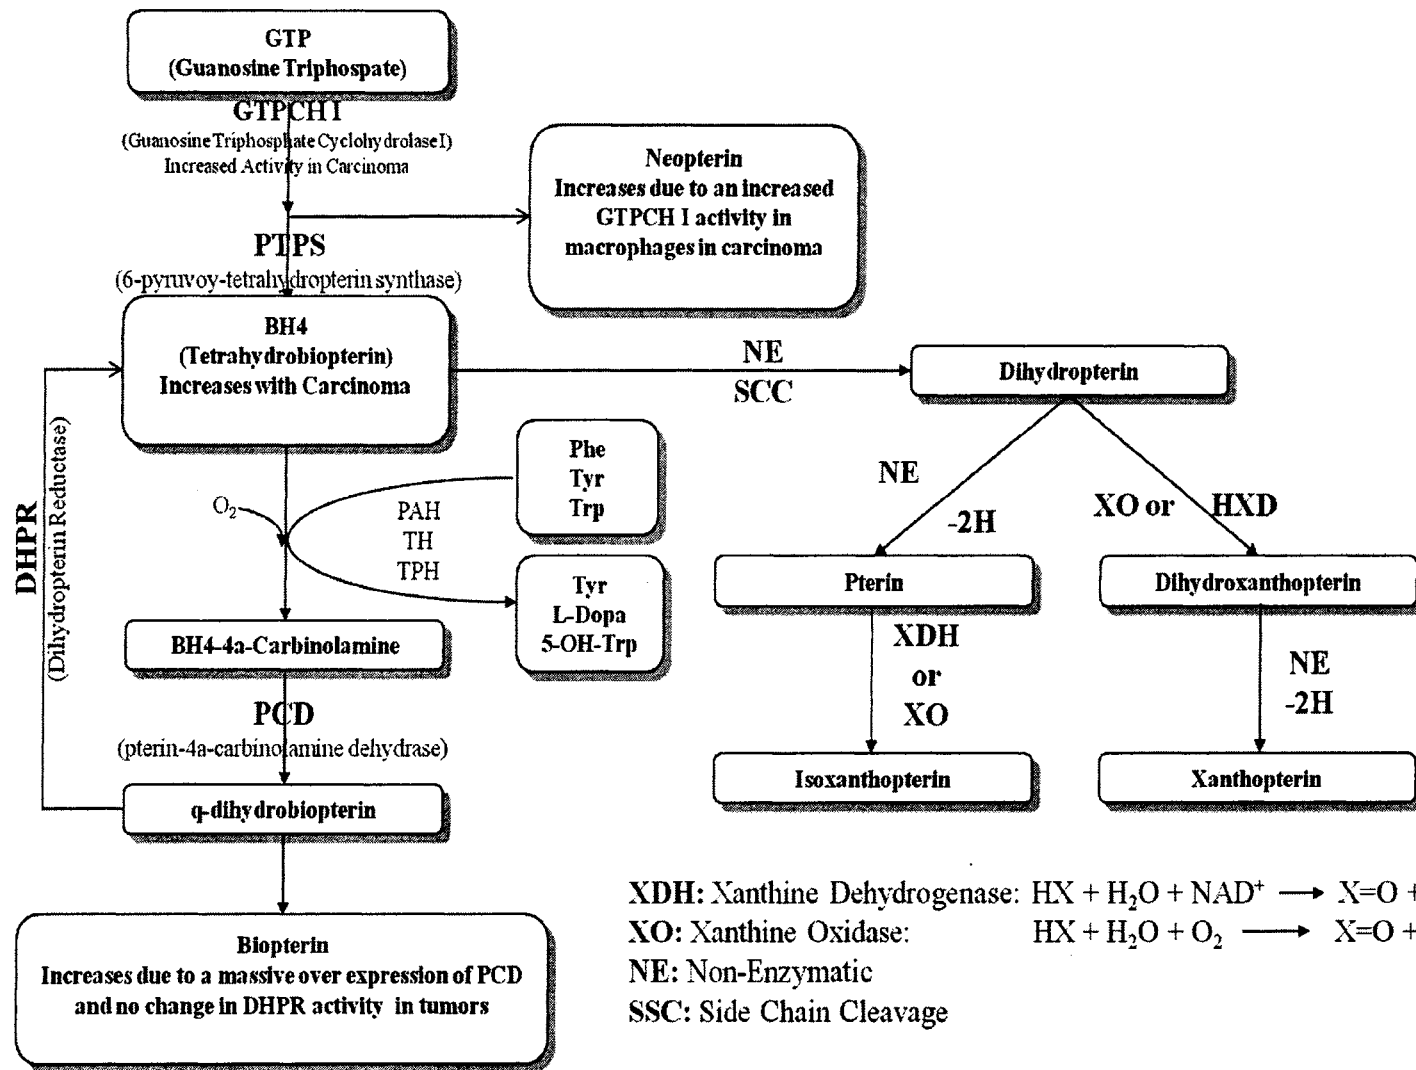 GTP
(Guanosine Triphospate)
GTPCH I
(Guanosine Triphosphate Cyclohydrolase I)
Increased Activity in Carcinoma
Neopterin
Increases due to an increased
GTPCH I activity in
macrophages in carcinoma
PTPS
(6-pyruvoy-tetrahydropterin synthase)
BH4
(Tetrahydrobiopterin)
Increases with Carcinoma
NE
SCC
Dihydropterin
DHPR
(Dihydropterin Reductase)
O₂
PAH
TH
TPH
Phe
Tyr
Trp
Tyr
L-Dopa
5-OH-Trp
NE
-2H
XO or HXD
Pterin
Dihydroxanthopterin
BH4-4a-Carbinolamine
XDH
or
XO
NE
-2H
PCD
(pterin-4a-carbinolamine dehydrase)
Isoxanthopterin
Xanthopterin
q-dihydrobiopterin
Biopterin
Increases due to a massive over expression of PCD
and no change in DHPR activity in tumors
XDH: Xanthine Dehydrogenase: HX + H₂O + NAD⁺ → X=O +
XO: Xanthine Oxidase: HX + H₂O + O₂ → X=O +
NE: Non-Enzymatic
SSC: Side Chain Cleavage